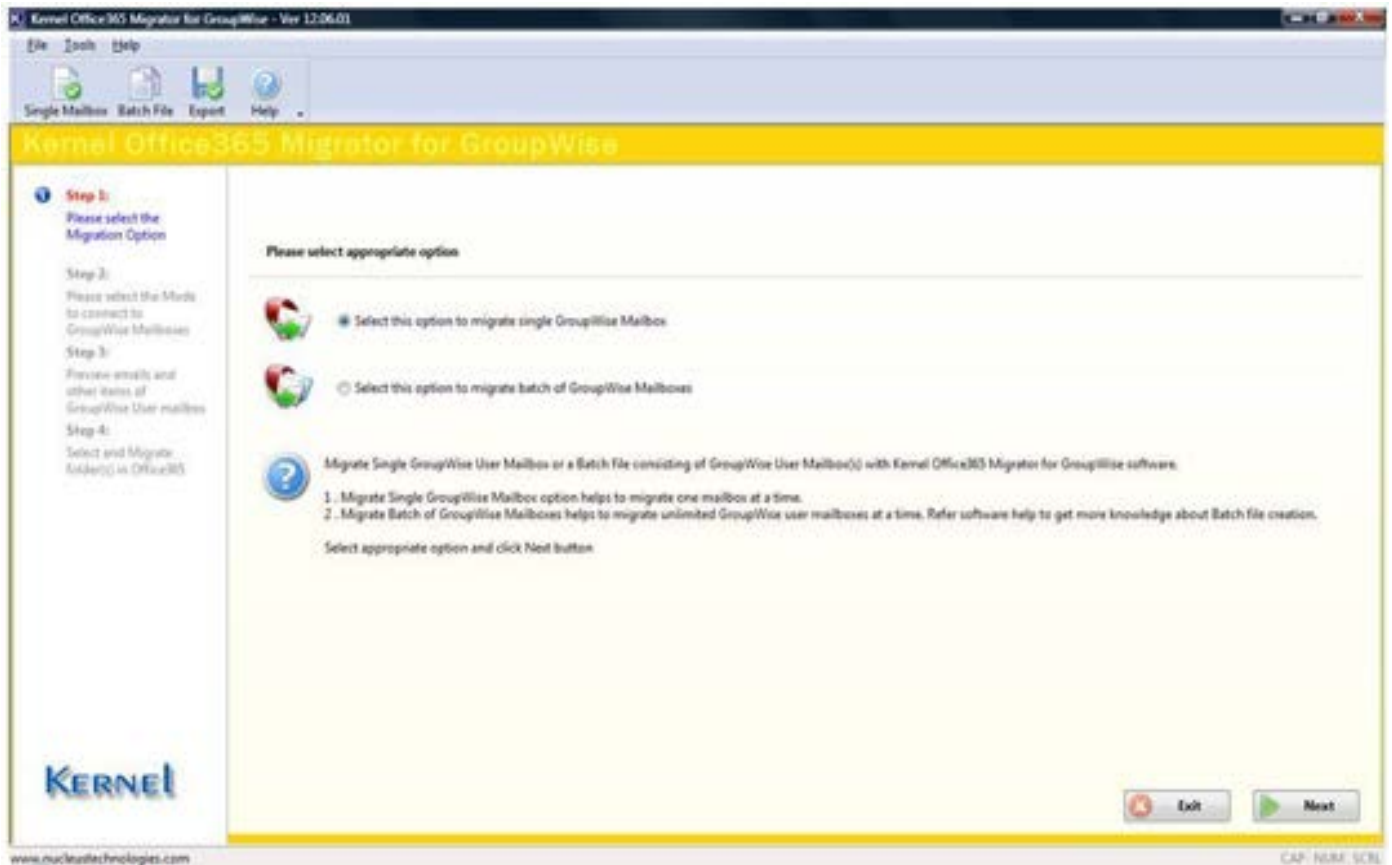 Kernel Office365 Migrator for GroupWise - Ver 12.06.01
File Tools Help
Single Mailbox Batch File Export Help
Kernel Office365 Migrator for GroupWise
Step 1:
Please select the
Migration Option
Step 2:
Please select the Mode
to connect to
GroupWise Mailboxes
Step 3:
Preview emails and
other items of
GroupWise User mailbox
Step 4:
Select and Migrate
folder(s) in Office365
Please select appropriate option
Select this option to migrate single GroupWise Mailbox
Select this option to migrate batch of GroupWise Mailboxes
Migrate Single GroupWise User Mailbox or a Batch File consisting of GroupWise User Mailbox(s) with Kernel Office365 Migrator for GroupWise software.
1 . Migrate Single GroupWise Mailbox option helps to migrate one mailbox at a time.
2 . Migrate Batch of GroupWise Mailboxes helps to migrate unlimited GroupWise user mailboxes at a time. Refer software help to get more knowledge about Batch file creation.
Select appropriate option and click Next button
KERNEL
Exit Next
www.nucleustechnologies.com
CAP NUM SCRL